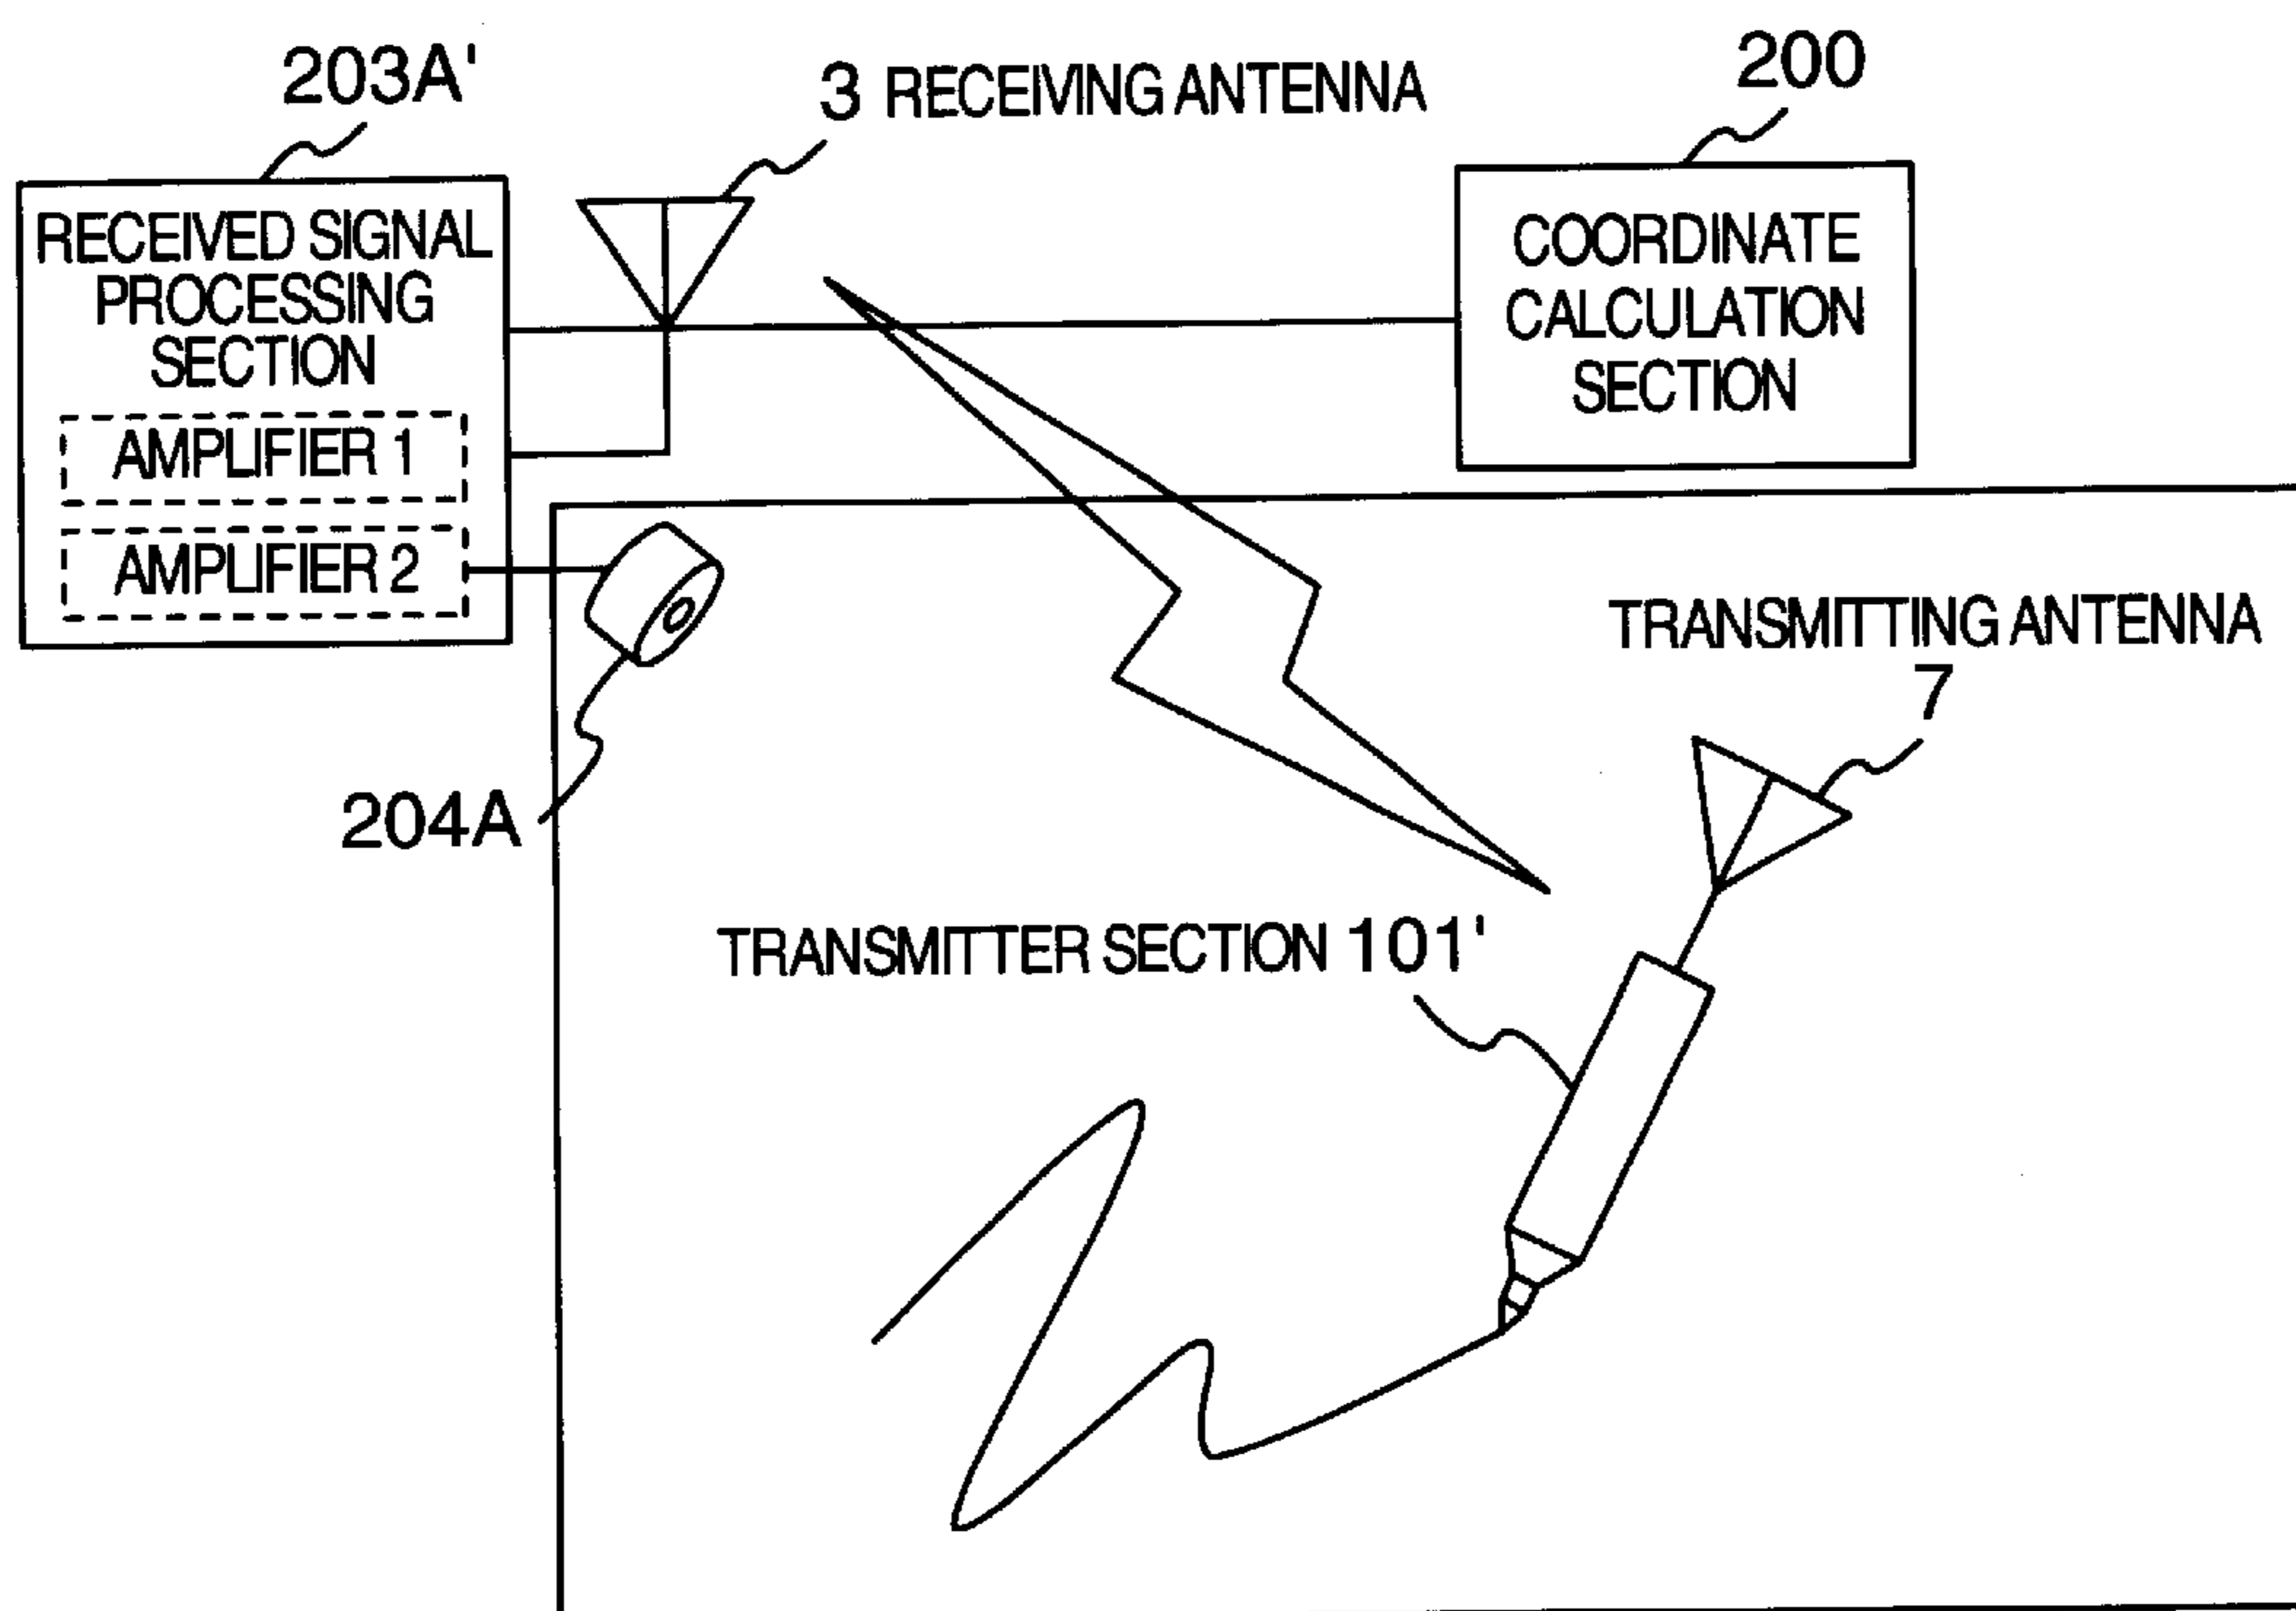 203A'
3 RECEIVING ANTENNA
200
RECEIVED SIGNAL
PROCESSING
SECTION
AMPLIFIER 1
AMPLIFIER 2
COORDINATE
CALCULATION
SECTION
TRANSMITTING ANTENNA
7
204A
TRANSMITTER SECTION 101'